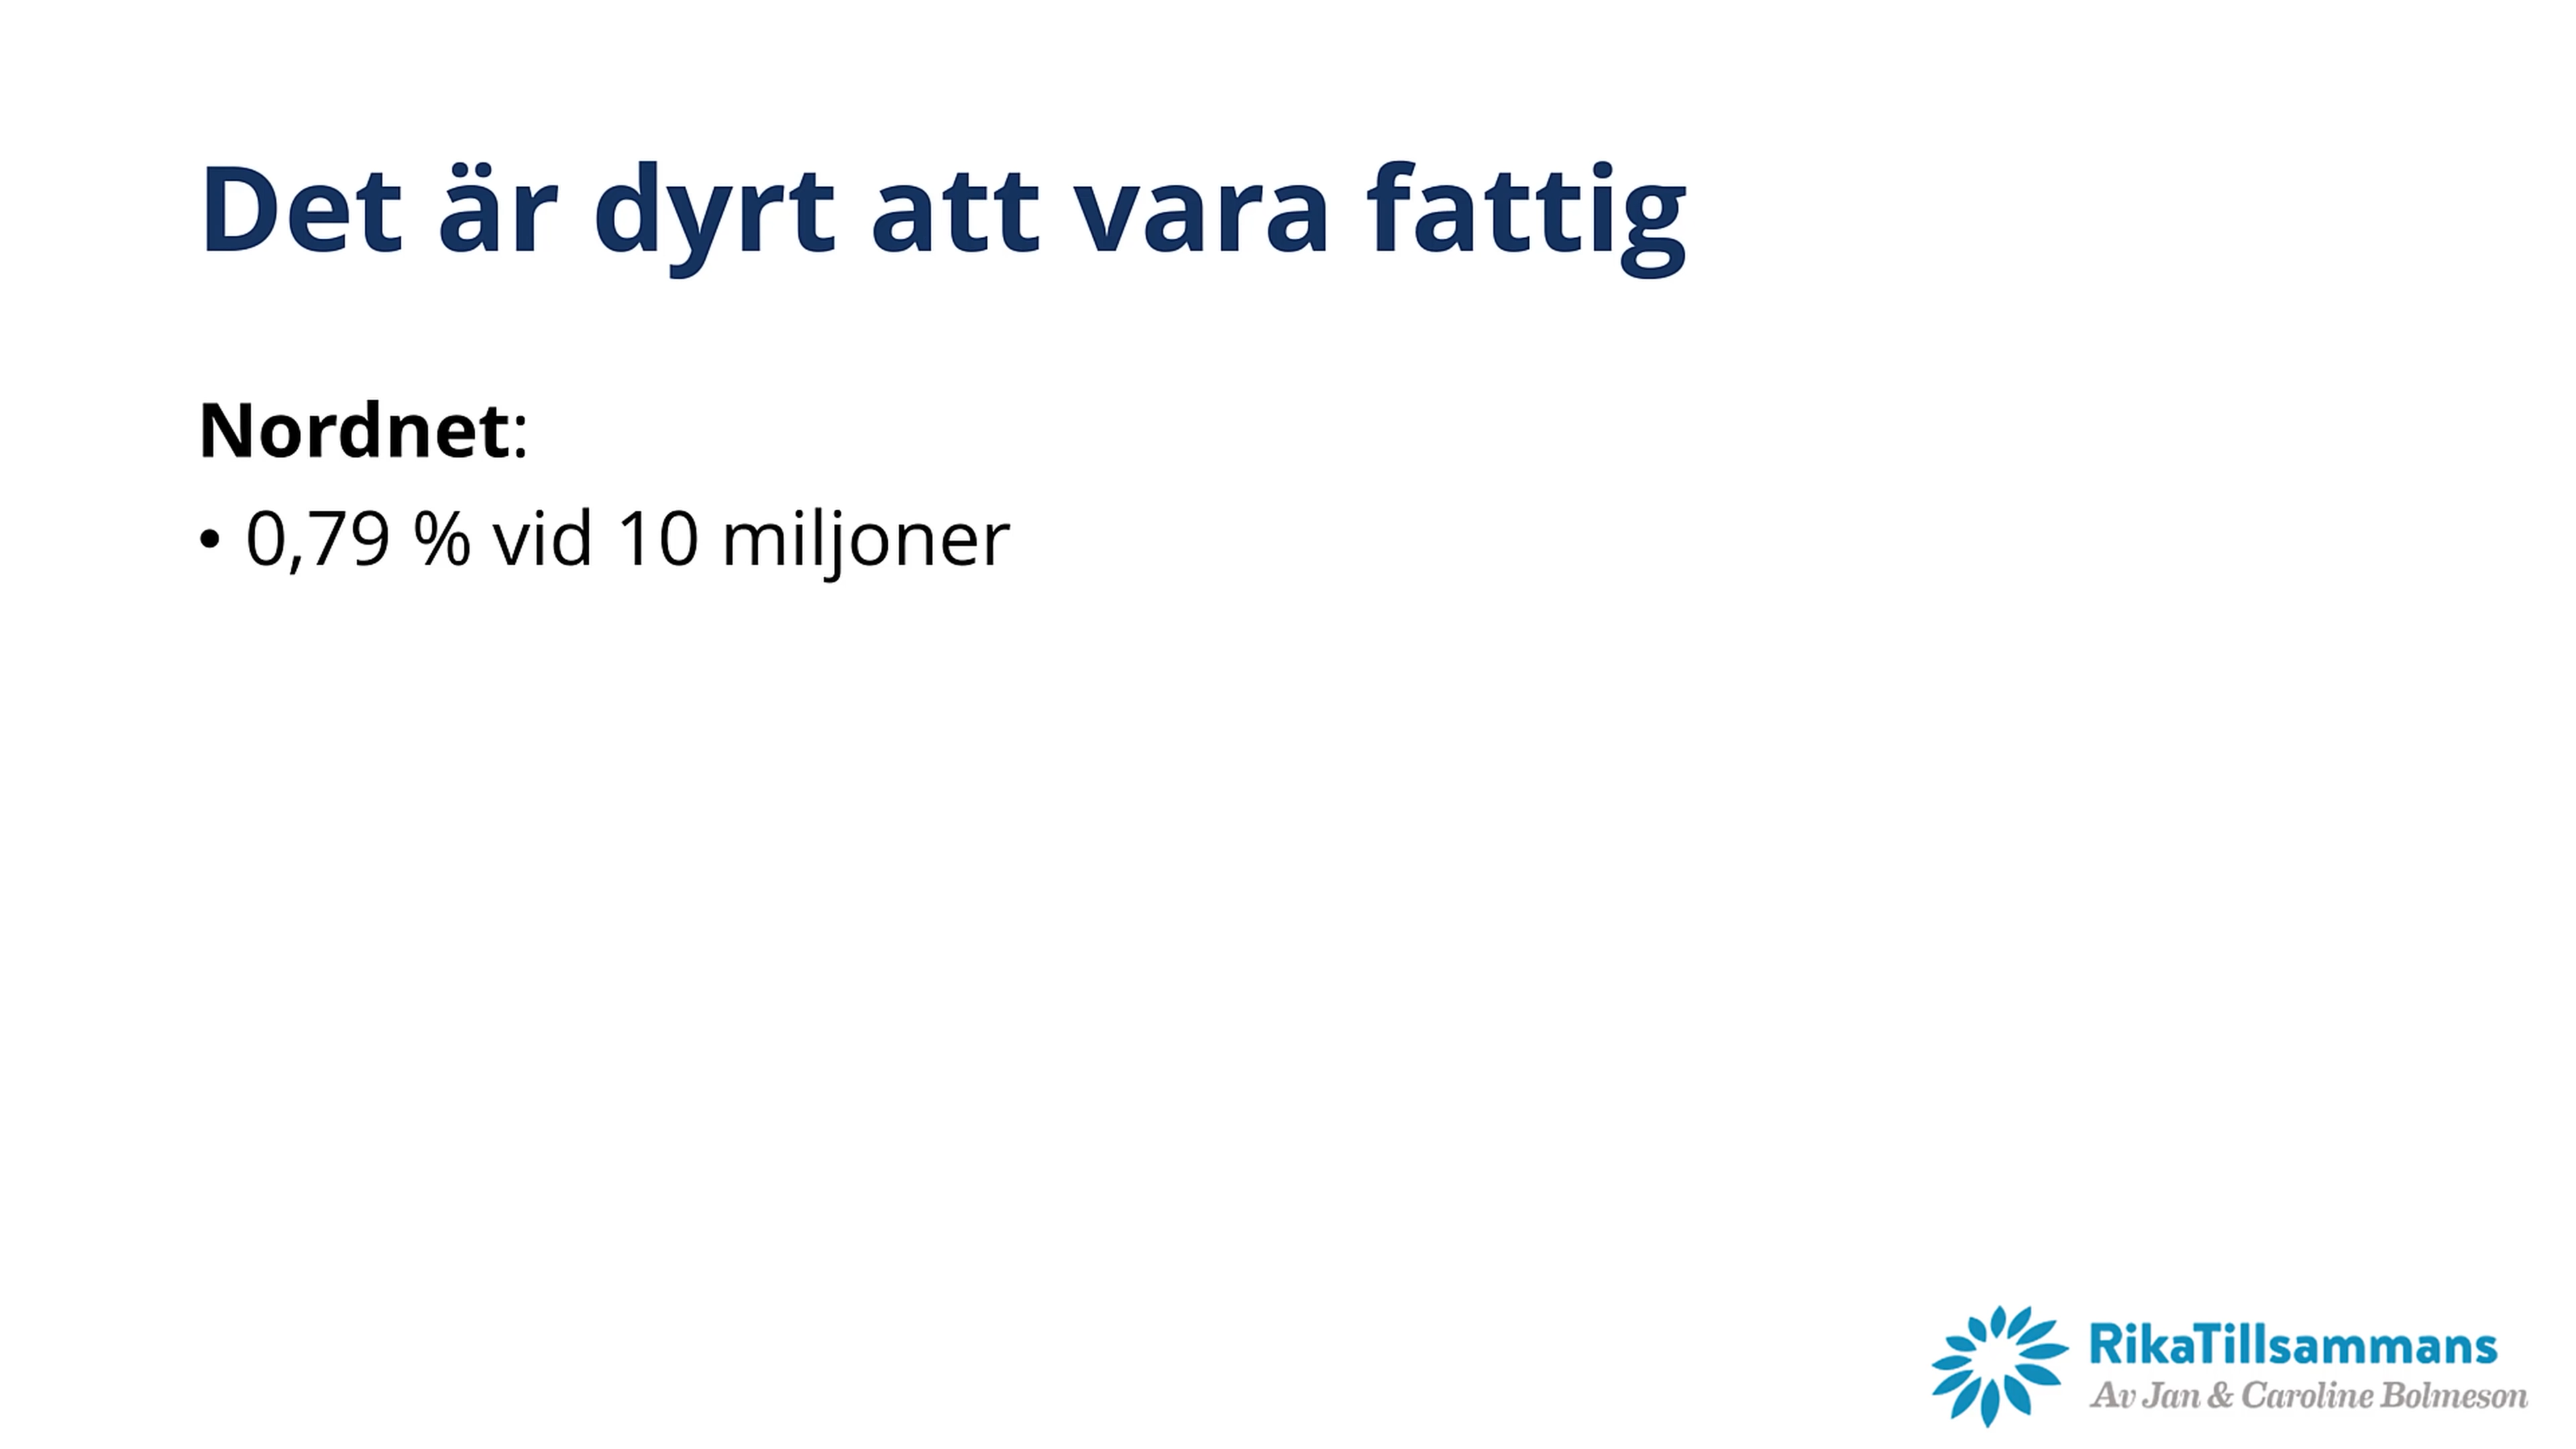 Det är dyrt att vara fattig
Nordnet:
• 0,79 % vid 10 miljoner
RikaTillsammans
Av Jan & Caroline Bolmeson